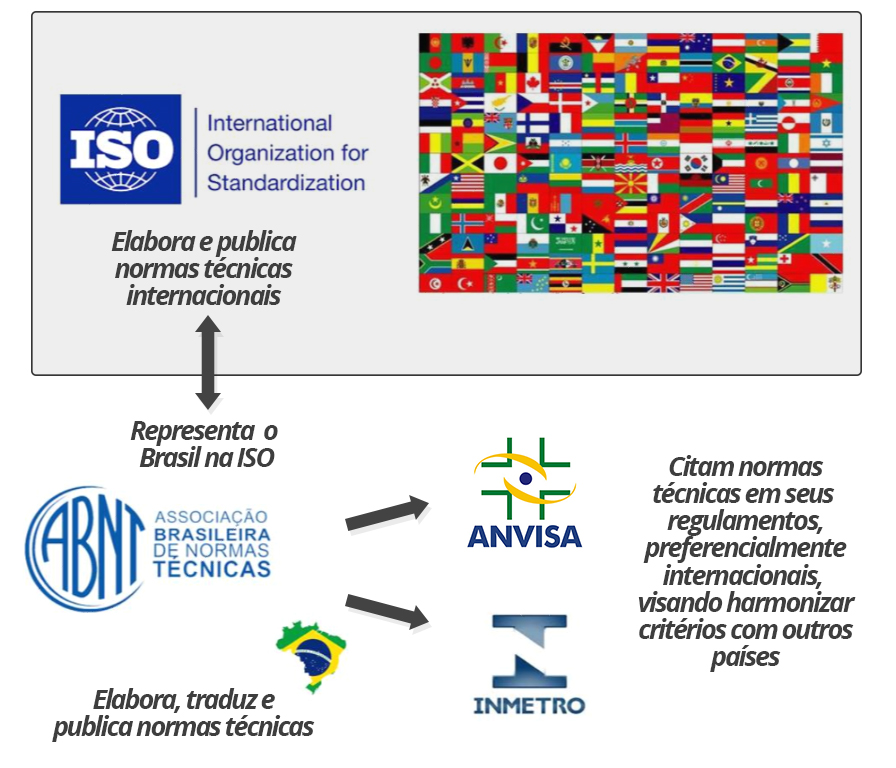 ISO
International
Organization for
Standardization
Elabora e publica
normas técnicas
internacionais
Representa o
Brasil na ISO
ABNT
ASSOCIAÇÃO
BRASILEIRA
DE NORMAS
TÉCNICAS
Elabora, traduz e
publica normas técnicas
ANVISA
INMETRO
Citam normas
técnicas em seus
regulamentos,
preferencialmente
internacionais,
visando harmonizar
critérios com outros
países